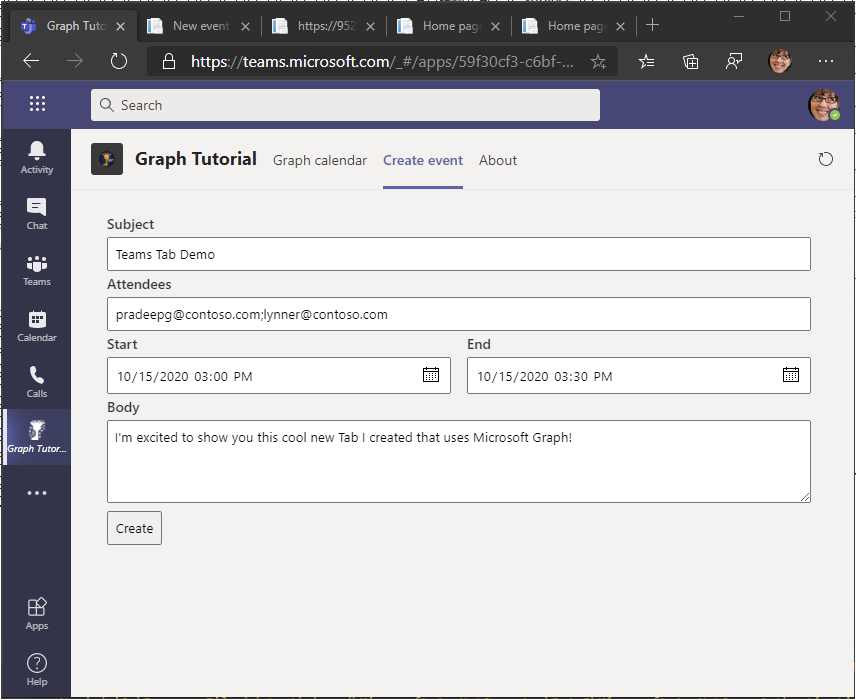 Graph Tuto
New event
https://952
Home page
Home page
https://teams.microsoft.com/_#/apps/59f30cf3-c6bf-...
Search
Activity
Chat
Teams
Calendar
Calls
Graph Tutor...
Apps
Help
Graph Tutorial Graph calendar Create event About
Subject
Teams Tab Demo
Attendees
pradeepg@contoso.com;lynner@contoso.com
Start End
10/15/2020 03:00 PM 10/15/2020 03:30 PM
Body
I'm excited to show you this cool new Tab I created that uses Microsoft Graph!
Create